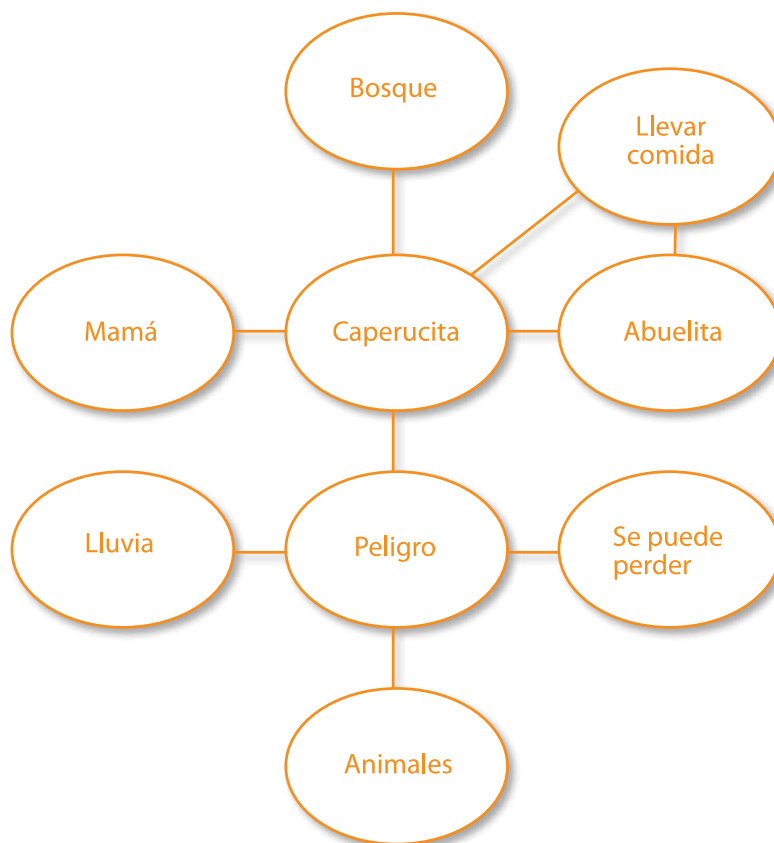 Bosque
Llevar
comida
Mamá
Caperucita
Abuelita
Lluvia
Peligro
Se puede
perder
Animales